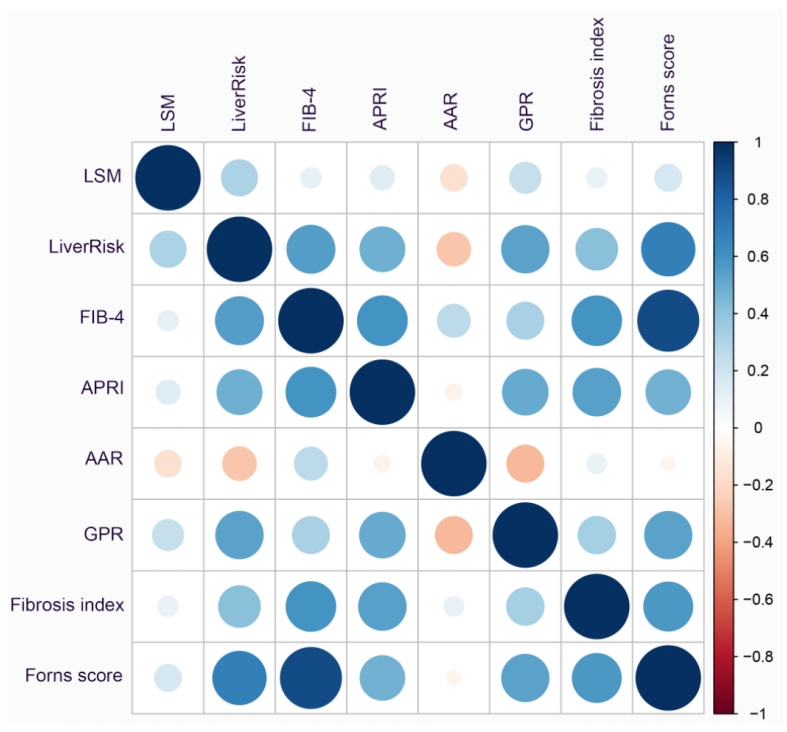 LSM
LiverRisk
FIB-4
APRI
AAR
GPR
Fibrosis index
Forns score
LSM
LiverRisk
FIB-4
APRI
AAR
GPR
Fibrosis index
Forns score
1
0.8
0.6
0.4
0.2
0
−0.2
−0.4
−0.6
−0.8
−1